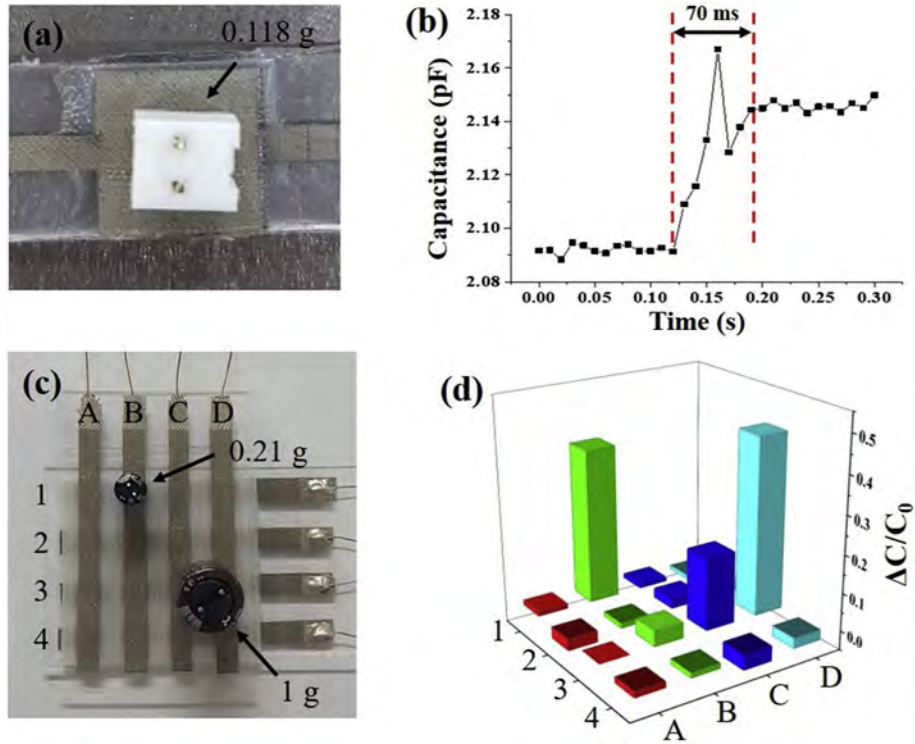 (a)
0.118 g
(b)
70 ms
2.18
2.16
2.14
2.12
2.10
2.08
Capacitance (pF)
0.00 0.05 0.10 0.15 0.20 0.25 0.30
Time (s)
(c)
A B C D
0.21 g
1
2
3
4
1 g
(d)
0.5
0.4
0.3
0.2
0.1
0.0
ΔC/C₀
1
2
3
4
A
B
C
D